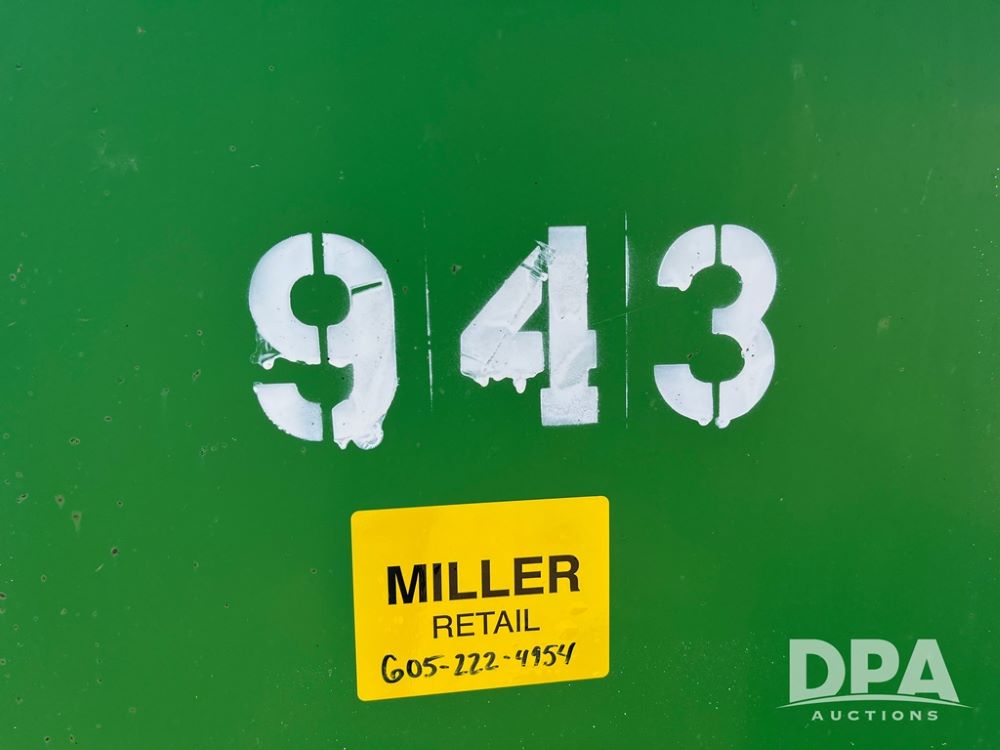 943
MILLER
RETAIL
605-222-4954
DPA
AUCTIONS